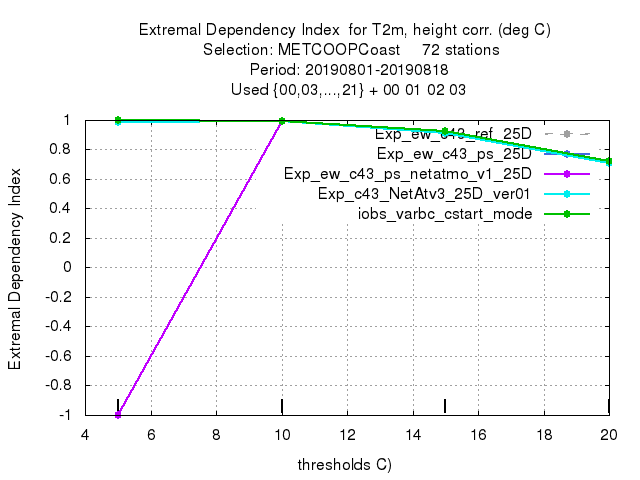 Extremal Dependency Index  for T2m, height corr. (deg C)
Selection: METCOOPCoast     72 stations
Period: 20190801-20190818
Used {00,03,...,21} + 00 01 02 03
Extremal Dependency Index
1
0.8
0.6
0.4
0.2
0
-0.2
-0.4
-0.6
-0.8
-1
Exp_ew_c43_ref_25D
Exp_ew_c43_ps_25D
Exp_ew_c43_ps_netatmo_v1_25D
Exp_c43_NetAtv3_25D_ver01
iobs_varbc_cstart_mode
4 6 8 10 12 14 16 18 20
thresholds C)